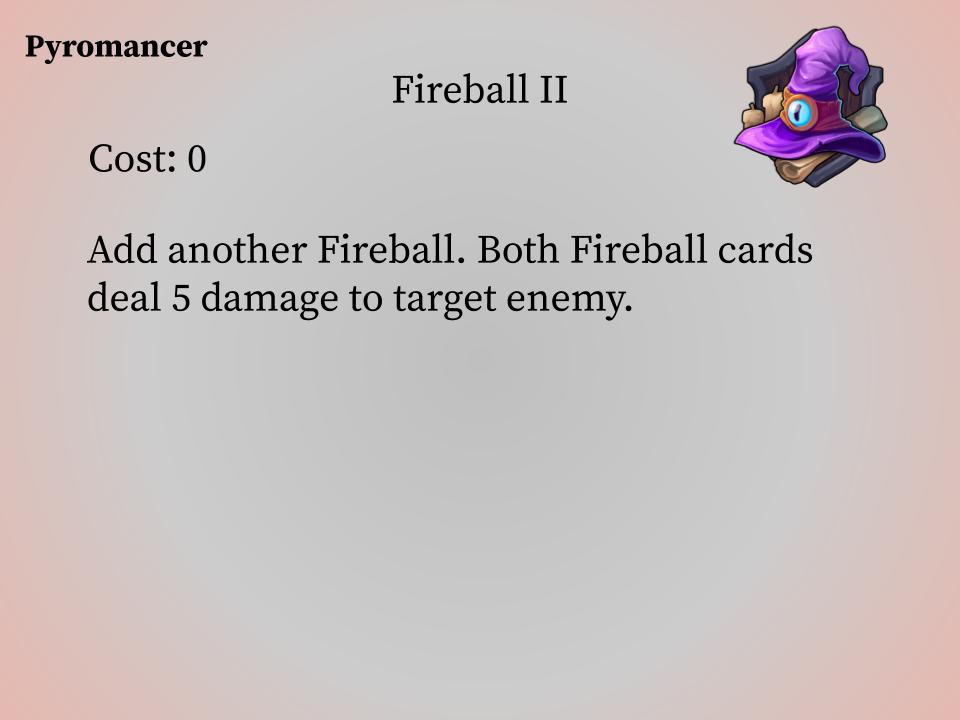 Pyromancer
Fireball II
Cost: 0
Add another Fireball. Both Fireball cards
deal 5 damage to target enemy.